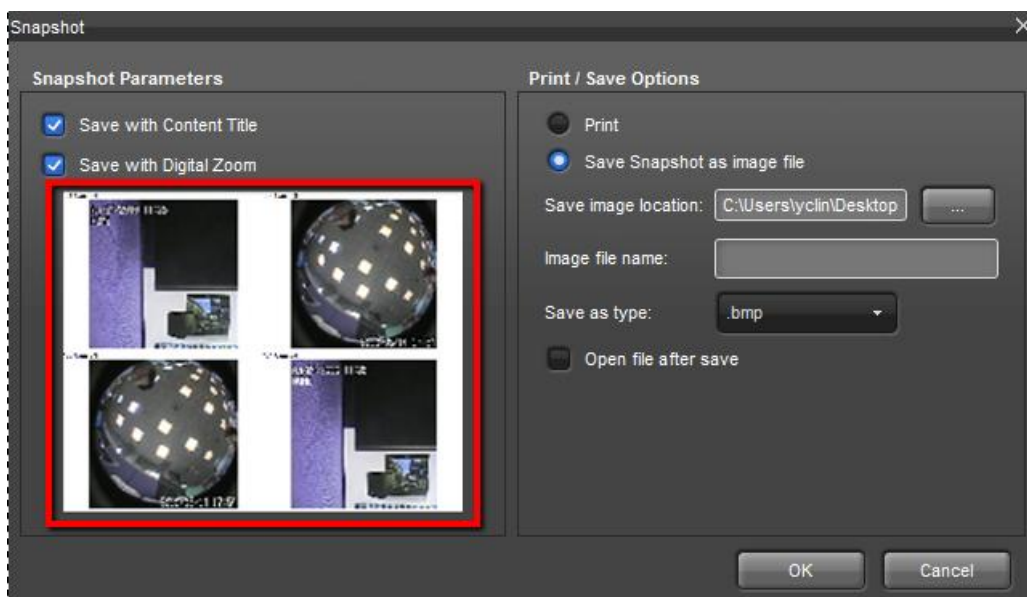 Snapshot
Snapshot Parameters
Save with Content Title
Save with Digital Zoom
Print / Save Options
Print
Save Snapshot as image file
Save image location: C:\Users\yclin\Desktop ...
Image file name:
Save as type: .bmp
Open file after save
OK Cancel